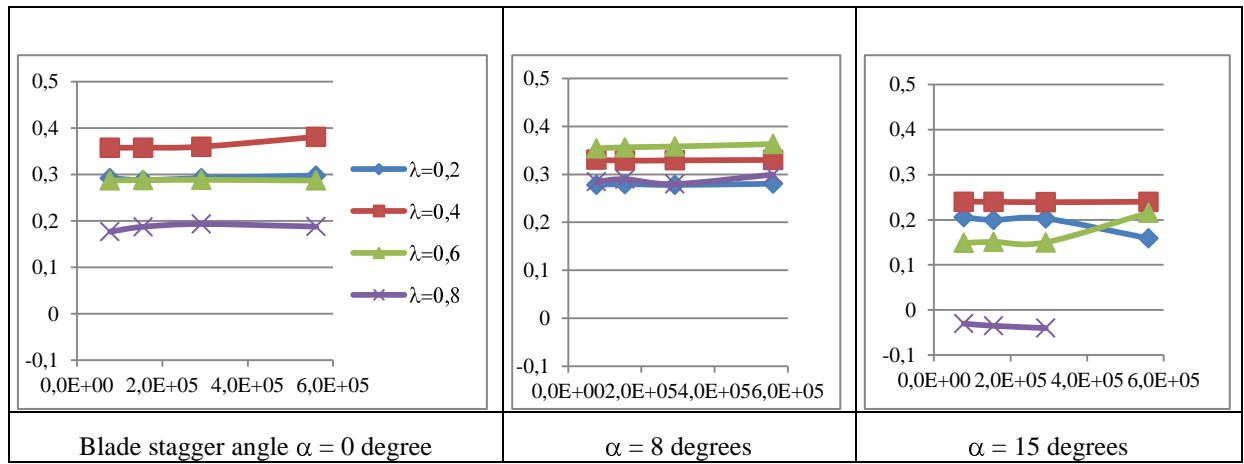 0,5
0,4
0,3
0,2
0,1
0
-0,1
0,0E+00 2,0E+05 4,0E+05 6,0E+05
λ=0,2
λ=0,4
λ=0,6
λ=0,8
0,5
0,4
0,3
0,2
0,1
0
-0,1
0,0E+002,0E+054,0E+056,0E+05
0,5
0,4
0,3
0,2
0,1
0
-0,1
0,0E+00 2,0E+05 4,0E+05 6,0E+05
Blade stagger angle α = 0 degree
α = 8 degrees
α = 15 degrees